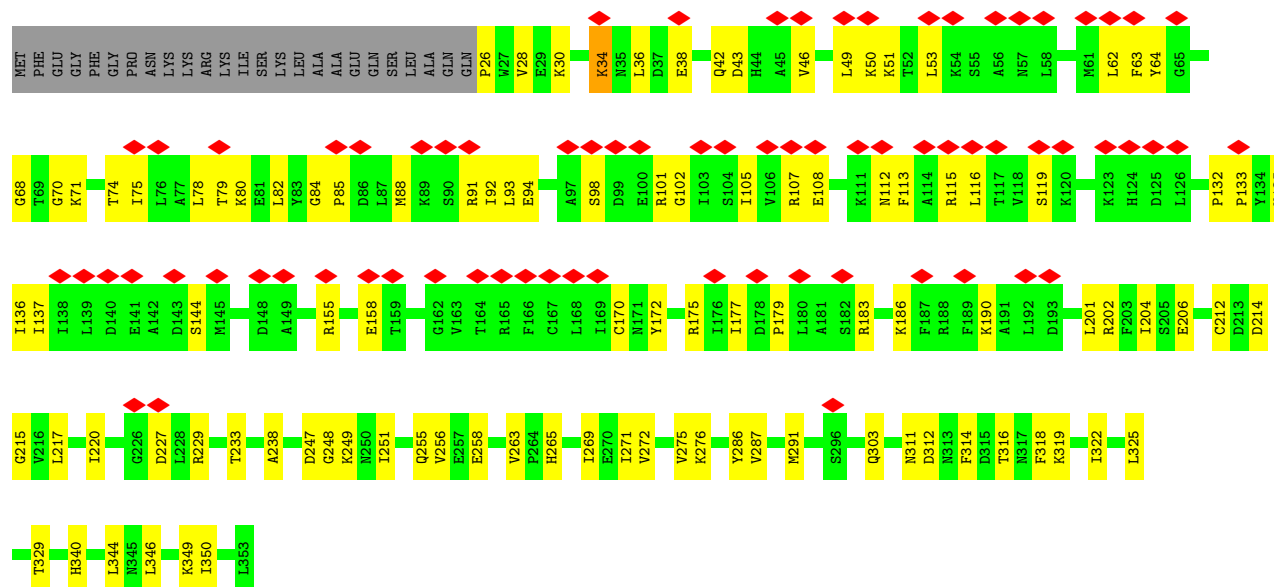 MET PHE GLU GLY PHE GLY PRO ASN LYS LYS ARG LYS ILE SER LYS LEU ALA ALA GLU GLN SER LEU ALA GLN GLN P26 W27 V28 E29 K30 K34 N35 L36 D37 E38 Q42 D43 H44 A45 V46 L49 K50 K51 T52 L53 K54 S55 A56 N57 L58 M61 L62 F63 Y64 G65
G68 T69 G70 K71 T74 I75 L76 A77 L78 T79 K80 E81 L82 Y83 G84 P85 D86 L87 M88 K89 S90 R91 I92 L93 E94 A97 S98 D99 E100 R101 G102 I103 S104 I105 V106 R107 E108 K111 N112 F113 A114 R115 L116 T117 V118 S119 K120 K123 H124 D125 L126 P132 P133 Y134
I136 I137 I138 L139 D140 E141 A142 D143 S144 M145 D148 A149 R155 E158 T159 G162 V163 T164 R165 F166 C167 L168 I169 C170 N171 Y172 R175 I176 I177 D178 P179 L180 A181 S182 R183 K186 F187 R188 F189 K190 A191 L192 D193 L201 R202 F203 I204 S205 E206 C212 D213 D214
G215 V216 L217 I220 G226 D227 L228 R229 T233 A238 D247 G248 K249 N250 I251 Q255 V256 E257 E258 V263 P264 H265 I269 E270 I271 V272 V275 K276 Y286 V287 M291 S296 Q303 N311 D312 N313 F314 D315 T316 N317 F318 K319 I322 L325
T329 H340 L344 N345 L346 K349 I350 L353